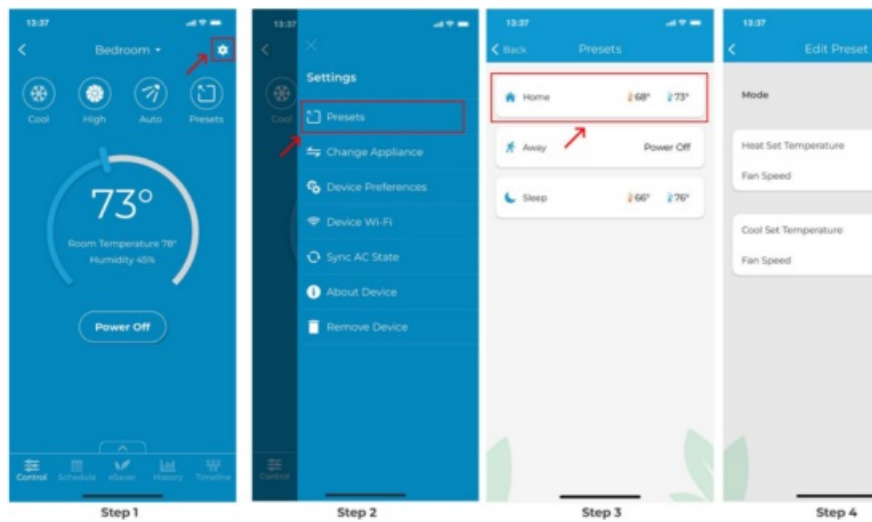 13:37
Bedroom
Cool
High
Auto
Presets
73°
Room Temperature 78°
Humidity 45%
Power Off
Control
Schedule
eSaver
History
Timeline
Step 1
13:37
Settings
Cool
Presets
Change Appliance
Device Preferences
Device Wi-Fi
Sync AC State
About Device
Remove Device
Control
Step 2
13:37
Back
Presets
Home 68° 73°
Away Power Off
Sleep 66° 76°
Step 3
13:37
Edit Preset
Mode
Heat Set Temperature
Fan Speed
Cool Set Temperature
Fan Speed
Step 4